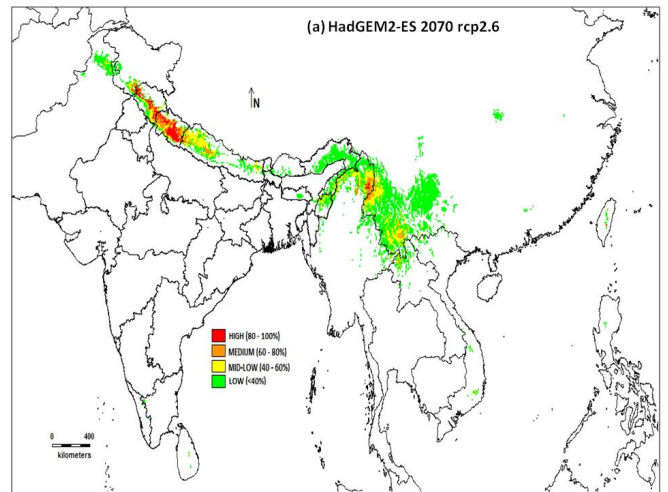 (a) HadGEM2-ES 2070 rcp2.6
N
HIGH (80 - 100%)
MEDIUM (60 - 80%)
MID-LOW (40 - 60%)
LOW (<40%)
0 400
kilometers